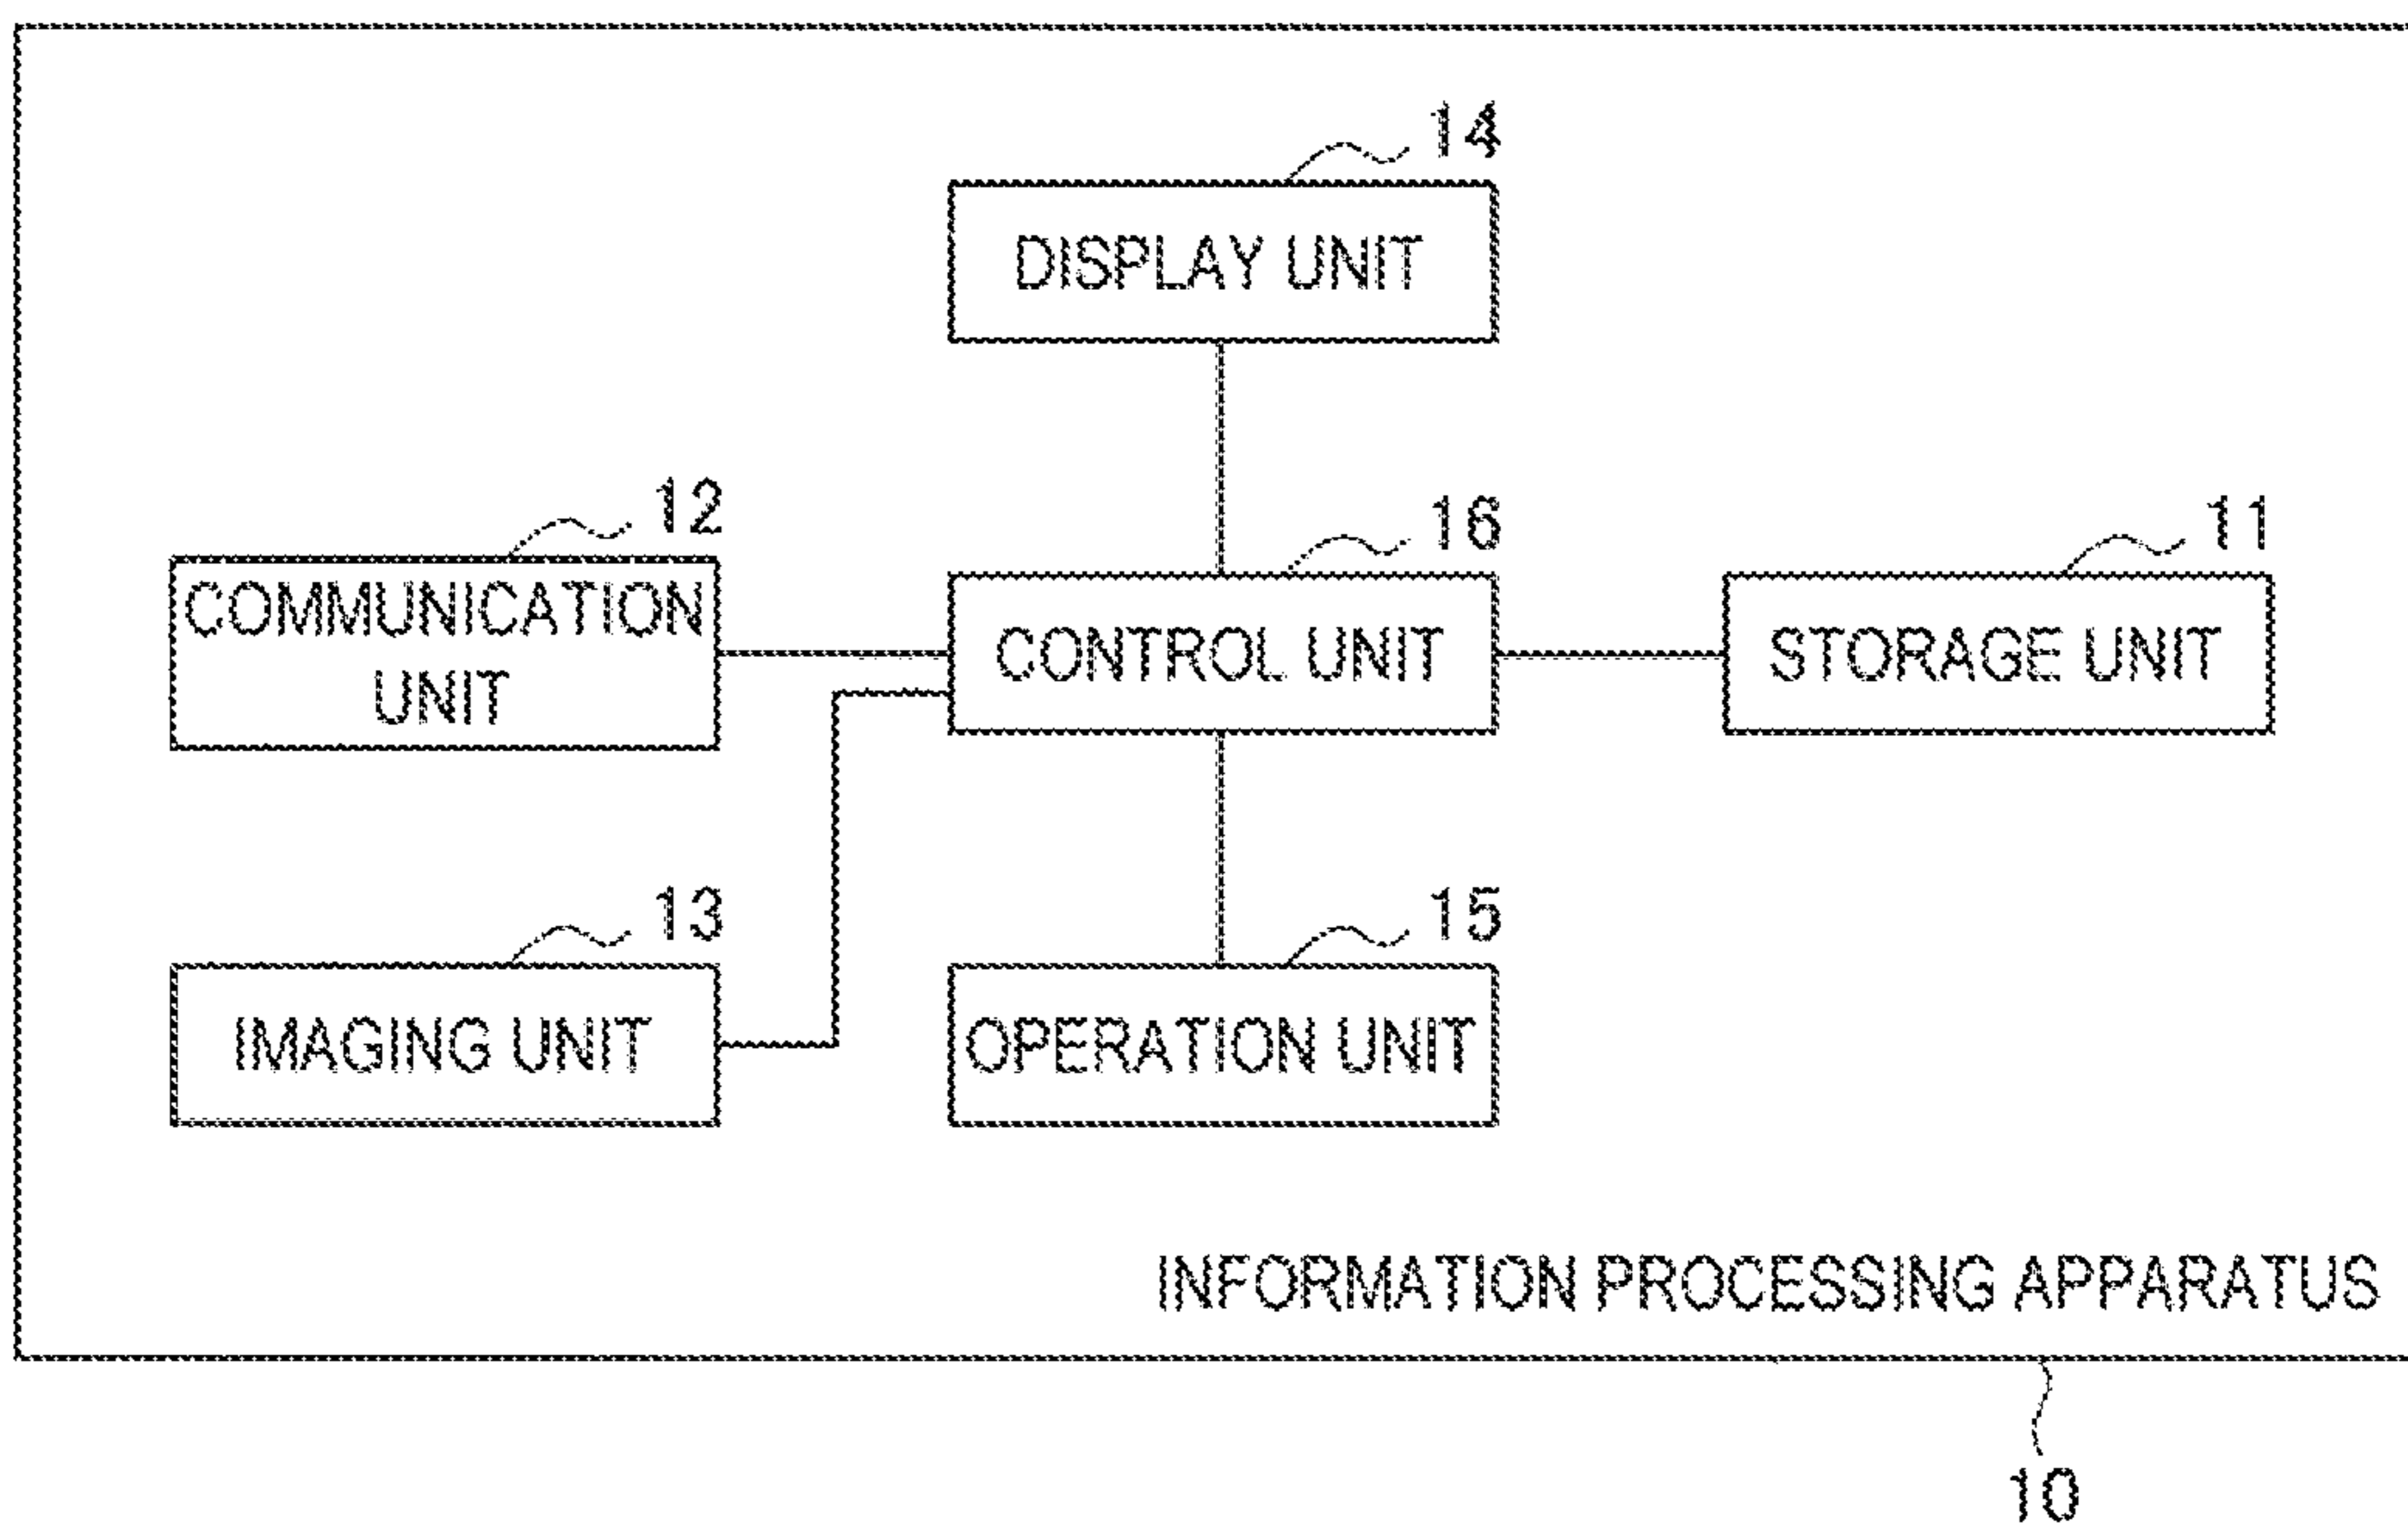 14
DISPLAY UNIT
12
16
11
COMMUNICATION
UNIT
CONTROL UNIT
STORAGE UNIT
13
15
IMAGING UNIT
OPERATION UNIT
INFORMATION PROCESSING APPARATUS
10